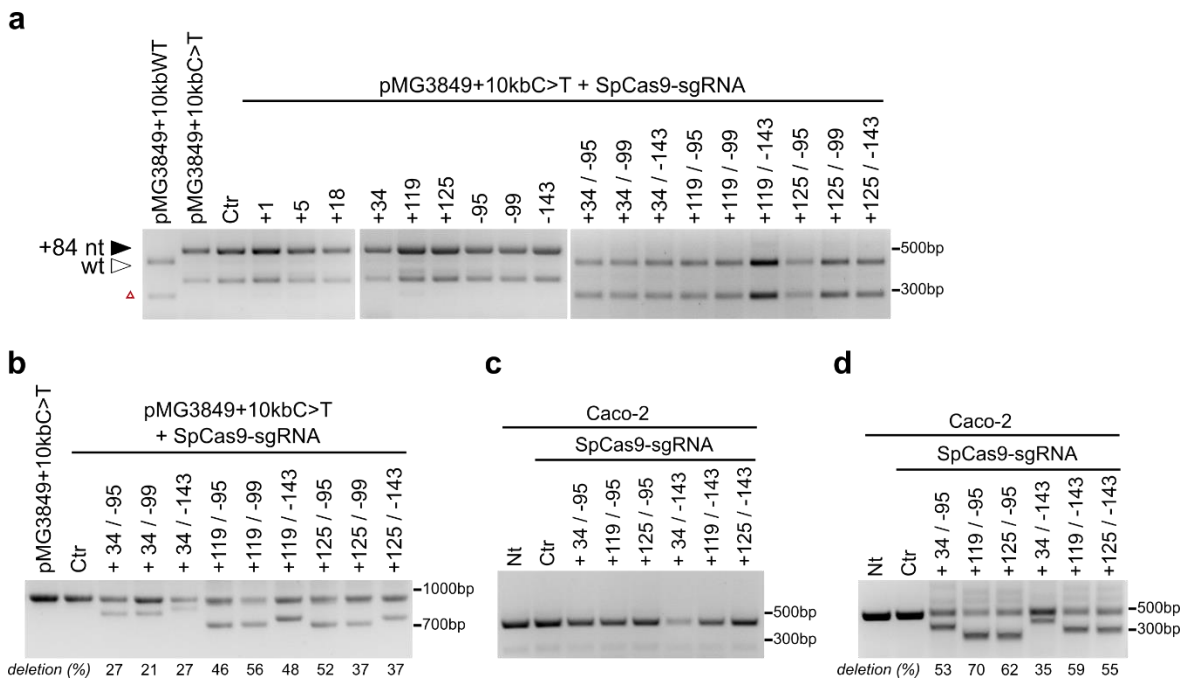 a
pMG3849+10kbWT
pMG3849+10kbC>T
pMG3849+10kbC>T + SpCas9-sgRNA
Ctr
+1
+5
+18
+34
+119
+125
-95
-99
-143
+34 / -95
+34 / -99
+34 / -143
+119 / -95
+119 / -99
+119 / -143
+125 / -95
+125 / -99
+125 / -143
+84 nt
wt
Δ
500bp
300bp
b
pMG3849+10kbC>T
pMG3849+10kbC>T
+ SpCas9-sgRNA
Ctr
+ 34 / -95
+ 34 / -99
+ 34 / -143
+119 / -95
+119 / -99
+119 / -143
+125 / -95
+125 / -99
+125 / -143
1000bp
700bp
deletion (%) 27 21 27 46 56 48 52 37 37
c
Caco-2
SpCas9-sgRNA
Nt
Ctr
+ 34 / -95
+119 / -95
+125 / -95
+ 34 / -143
+119 / -143
+125 / -143
500bp
300bp
d
Caco-2
SpCas9-sgRNA
Nt
Ctr
+ 34 / -95
+119 / -95
+125 / -95
+34 / -143
+119 / -143
+125 / -143
500bp
300bp
deletion (%) 53 70 62 35 59 55